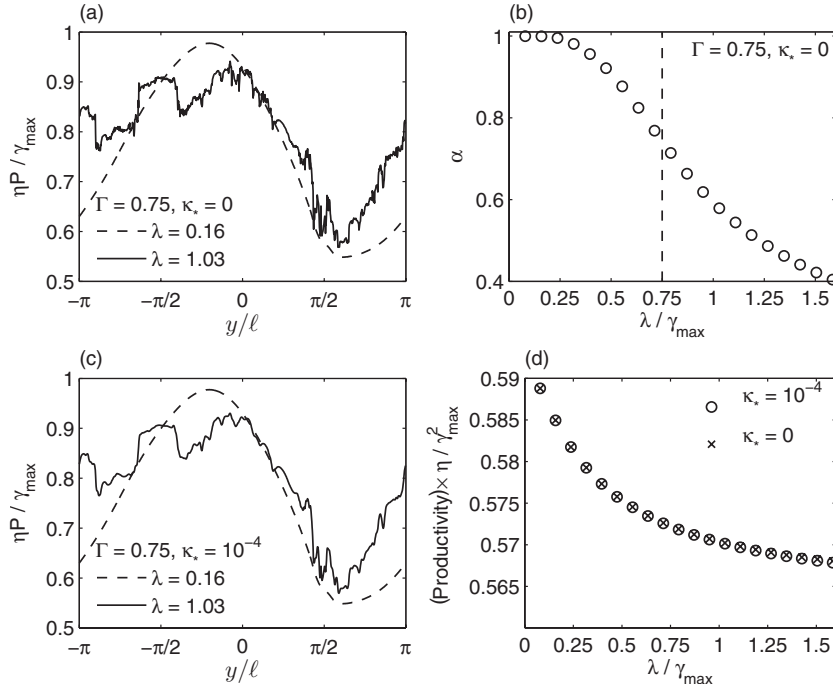 (a)
1
0.9
0.8
0.7
0.6
0.5
ηP / γmax
Γ = 0.75, κ* = 0
λ = 0.16
λ = 1.03
−π
−π/2
0
π/2
π
y/ℓ
(b)
1
0.8
0.6
0.4
α
Γ = 0.75, κ* = 0
0
0.25
0.5
0.75
1
1.25
1.5
λ / γmax
(c)
1
0.9
0.8
0.7
0.6
0.5
ηP / γmax
Γ = 0.75, κ* = 10⁻⁴
λ = 0.16
λ = 1.03
−π
−π/2
0
π/2
π
y/ℓ
(d)
0.59
0.585
0.58
0.575
0.57
0.565
(Productivity)× η / γ²max
κ* = 10⁻⁴
κ* = 0
0
0.25
0.5
0.75
1
1.25
1.5
λ / γmax